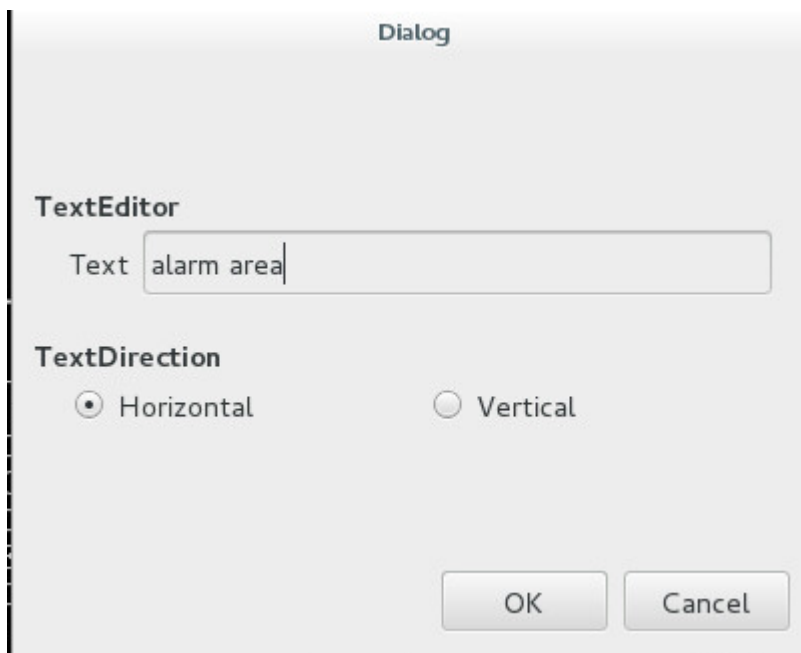 Dialog
TextEditor
Text alarm area
TextDirection
Horizontal Vertical
OK Cancel